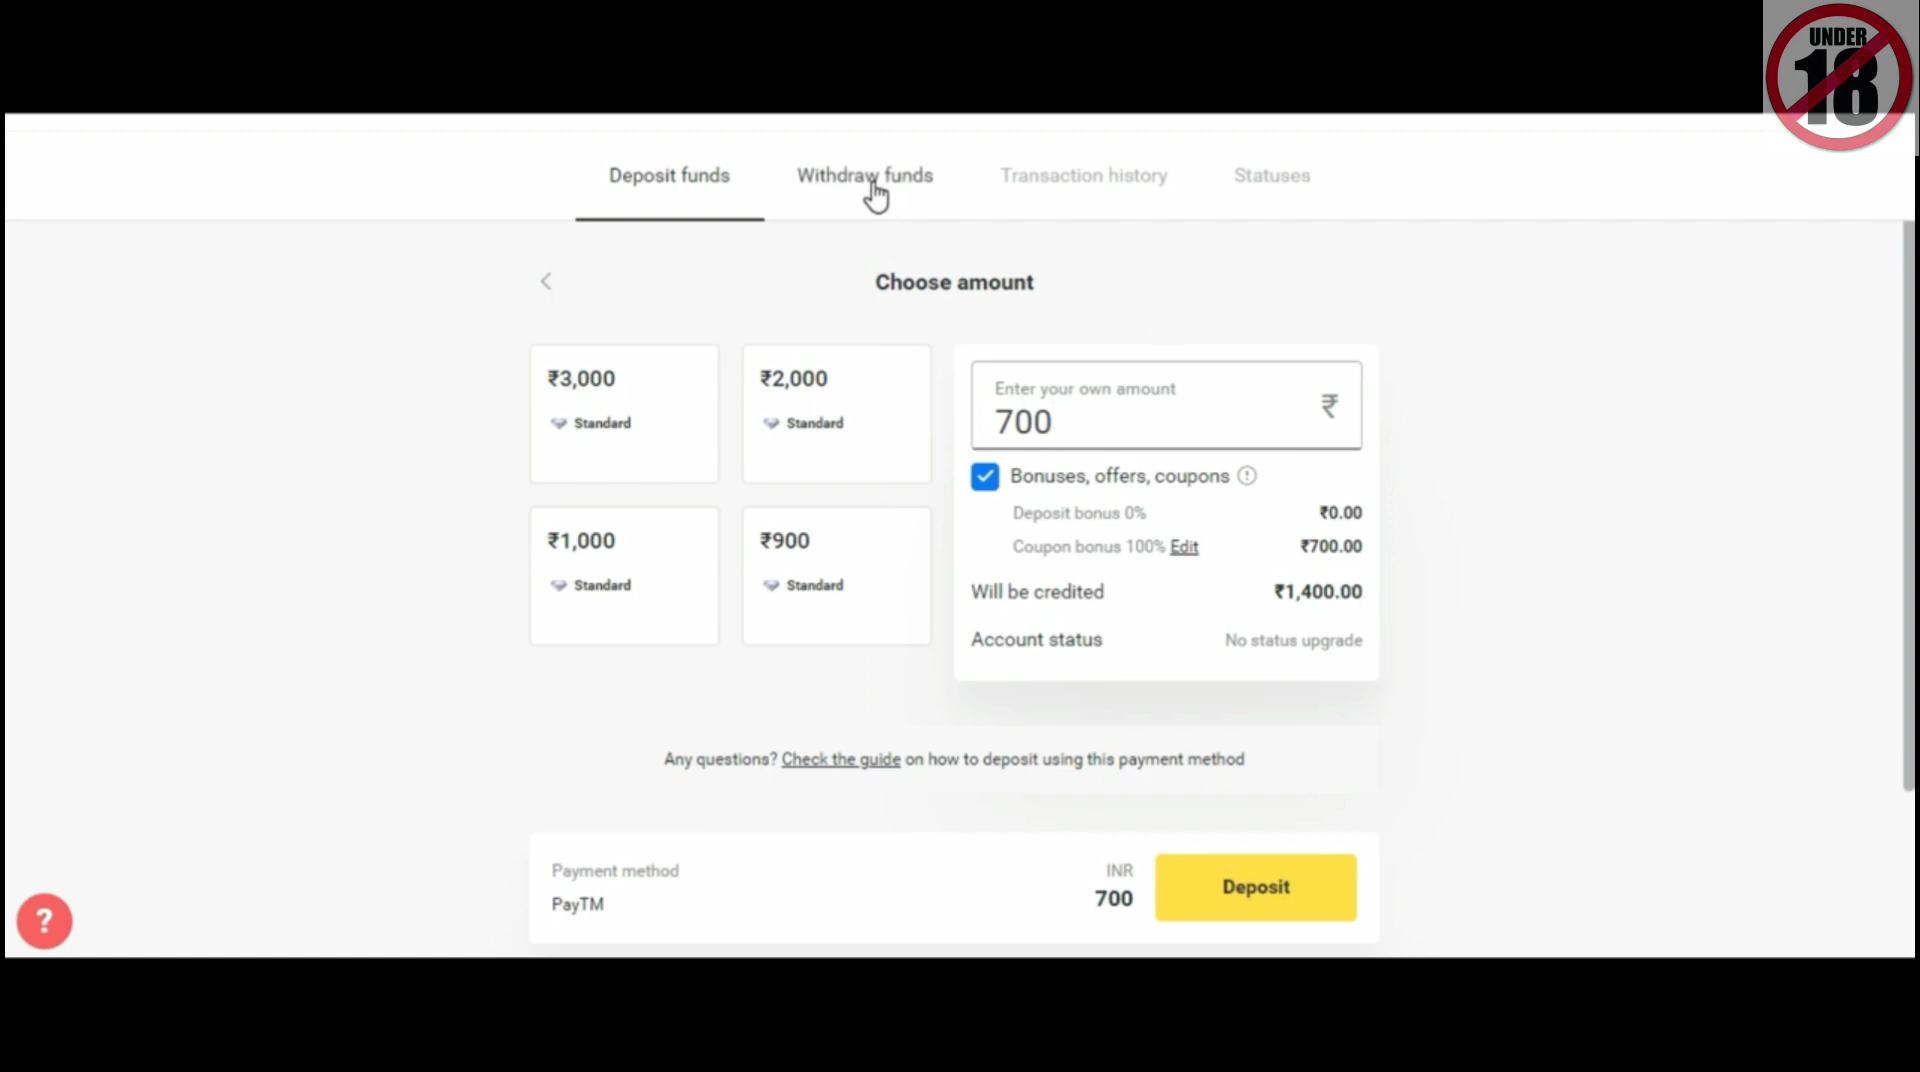 UNDER
18
Deposit funds
Withdraw funds
Transaction history
Statuses
Choose amount
₹3,000
Standard
₹2,000
Standard
₹1,000
Standard
₹900
Standard
Enter your own amount
700
₹
Bonuses, offers, coupons
Deposit bonus 0% ₹0.00
Coupon bonus 100% Edit ₹700.00
Will be credited ₹1,400.00
Account status No status upgrade
Any questions? Check the guide on how to deposit using this payment method
Payment method
PayTM
INR
700
Deposit
?